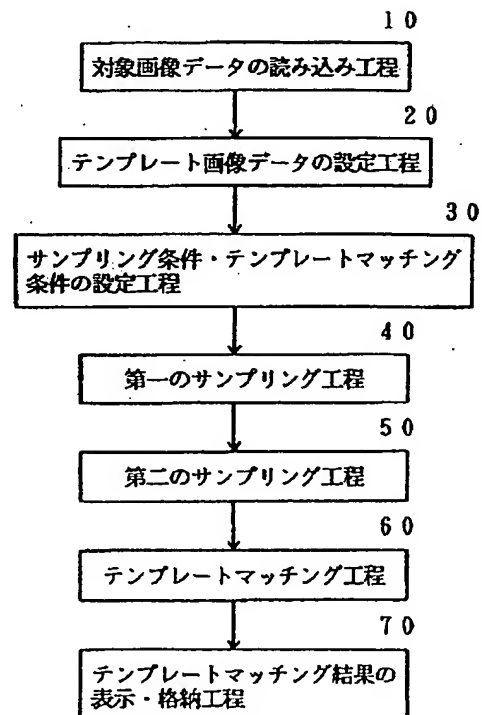 10
対象画像データの読み込み工程
20
テンプレート画像データの設定工程
30
サンプリング条件・テンプレートマッチング
条件の設定工程
40
第一のサンプリング工程
50
第二のサンプリング工程
60
テンプレートマッチング工程
70
テンプレートマッチング結果の
表示・格納工程